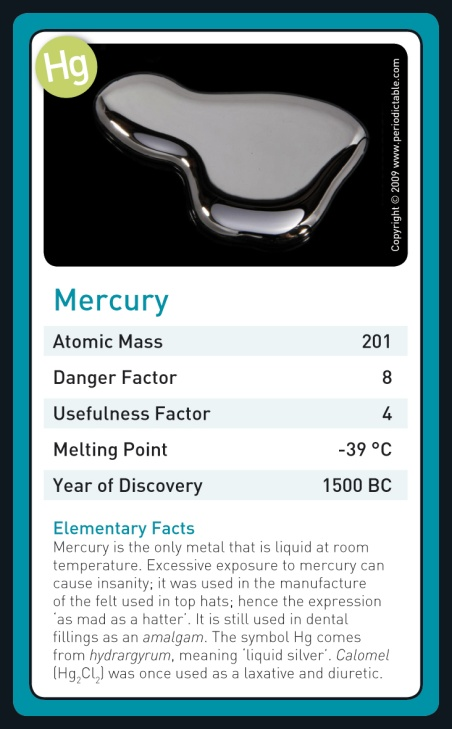 Hg
Copyright © 2009 www.periodictable.com
Mercury
Atomic Mass 201
Danger Factor 8
Usefulness Factor 4
Melting Point -39 °C
Year of Discovery 1500 BC
Elementary Facts
Mercury is the only metal that is liquid at room
temperature. Excessive exposure to mercury can
cause insanity; it was used in the manufacture
of the felt used in top hats; hence the expression
‘as mad as a hatter’. It is still used in dental
fillings as an amalgam. The symbol Hg comes
from hydrargyrum, meaning ‘liquid silver’. Calomel
(Hg₂Cl₂) was once used as a laxative and diuretic.